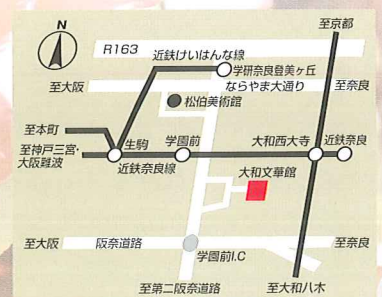 至京都
N
R163
近鉄けいはんな線
学研奈良登美ヶ丘
至大阪
ならやま大通り
至奈良
松伯美術館
至本町
生駒
学園前
大和西大寺
近鉄奈良
至神戸三宮・
大阪難波
近鉄奈良線
大和文華館
至大阪
阪奈道路
至奈良
学園前I.C
至第二阪奈道路
至大和八木